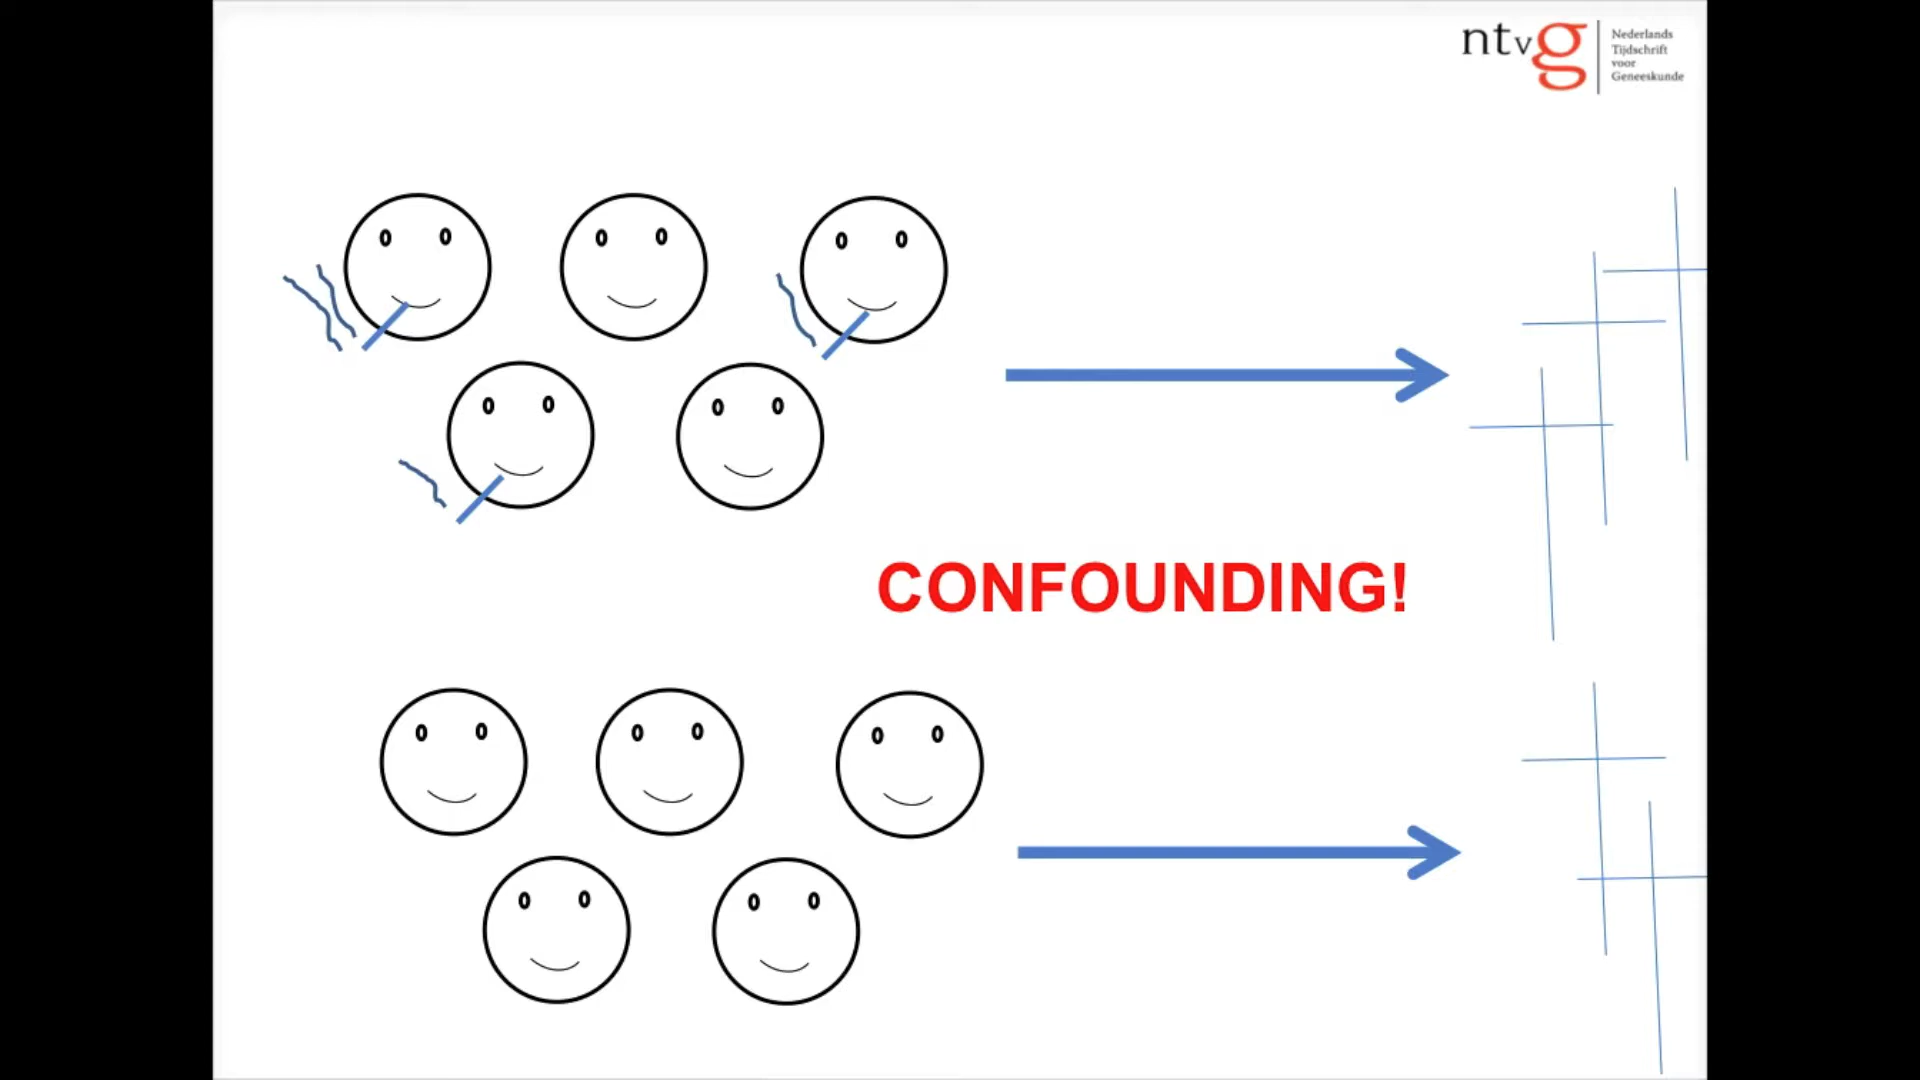 ntvg
Nederlands
Tijdschrift
voor
Geneeskunde
CONFOUNDING!